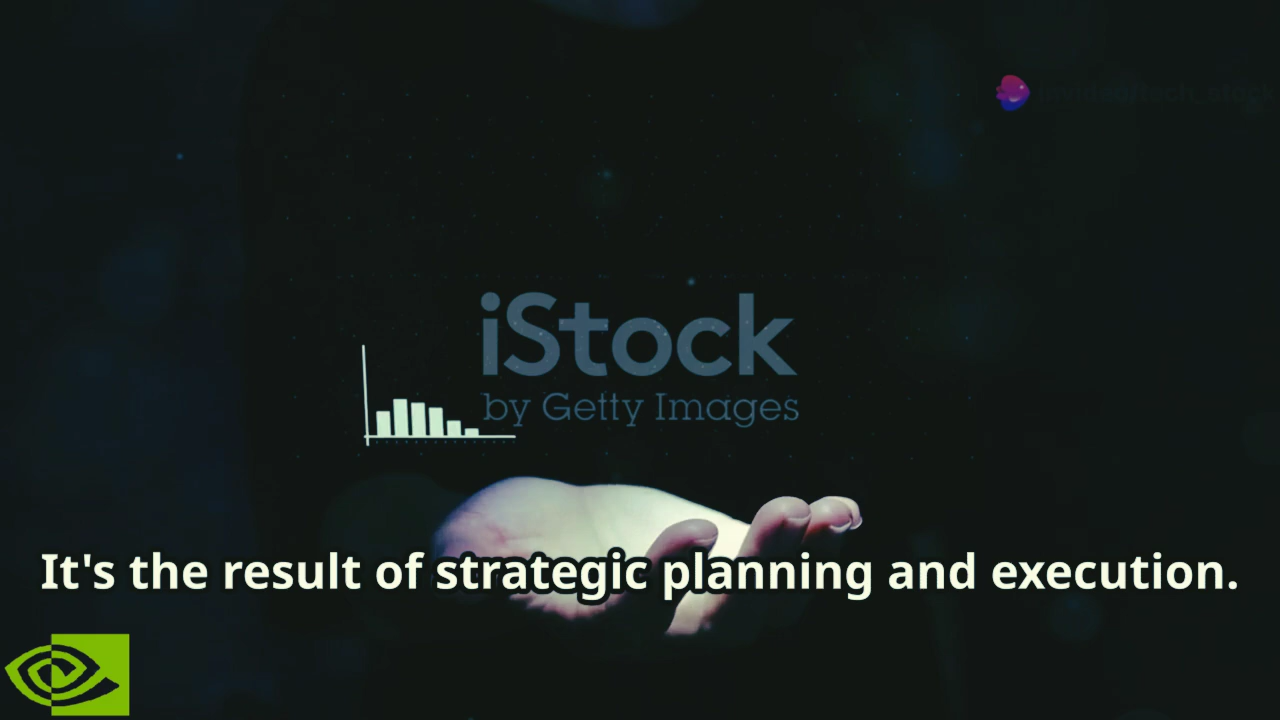 iStock
by Getty Images
It's the result of strategic planning and execution.